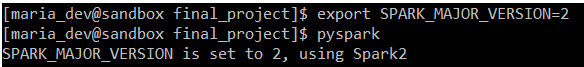 [maria_dev@sandbox final_project]$ export SPARK_MAJOR_VERSION=2
[maria_dev@sandbox final_project]$ pyspark
SPARK_MAJOR_VERSION is set to 2, using Spark2